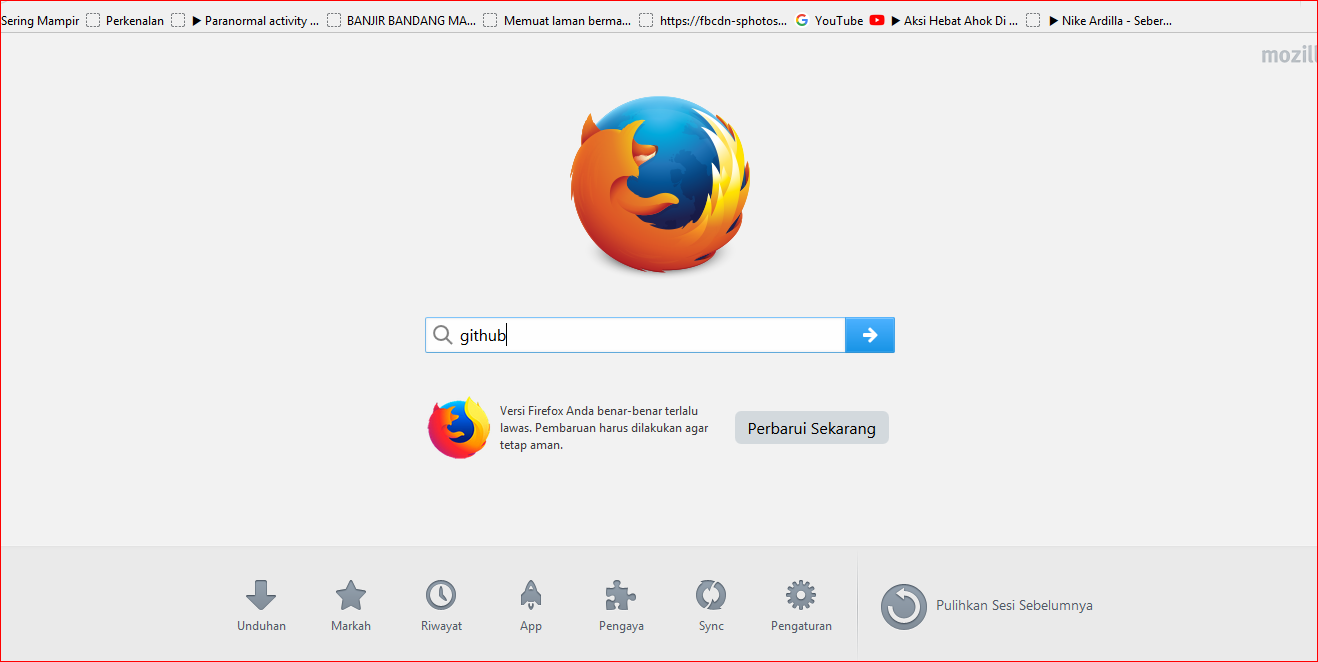 Sering Mampir Perkenalan ▶ Paranormal activity ... BANJIR BANDANG MA... Memuat laman berma... https://fbcdn-sphotos... YouTube ▶ Aksi Hebat Ahok Di ... ▶ Nike Ardilla - Seber...
mozill
github
Versi Firefox Anda benar-benar terlalu
lawas. Pembaruan harus dilakukan agar
tetap aman.
Perbarui Sekarang
Unduhan Markah Riwayat App Pengaya Sync Pengaturan Pulihkan Sesi Sebelumnya